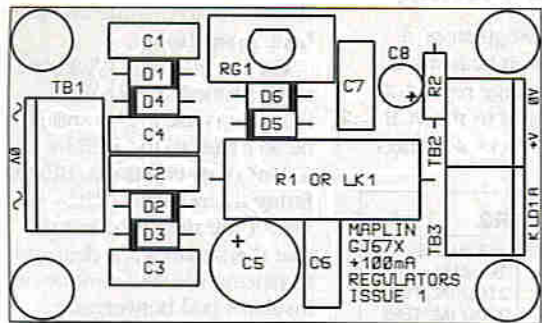 C1
RG1
C8
TB1
D1
D4
D6
D5
C7
R2
0V
+V
~
0V
~
C4
C2
TB2
R1 OR LK1
D2
D3
C3
C5
C6
MAPLIN
GJ67X
+100mA
REGULATORS
ISSUE 1
TB3
K LD1 A